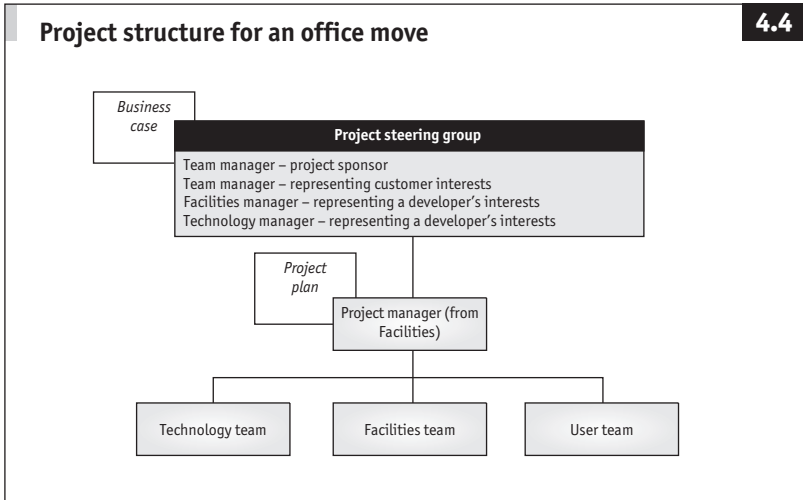 Project structure for an office move
4.4
Business
case
Project steering group
Team manager – project sponsor
Team manager – representing customer interests
Facilities manager – representing a developer’s interests
Technology manager – representing a developer’s interests
Project
plan
Project manager (from
Facilities)
Technology team
Facilities team
User team